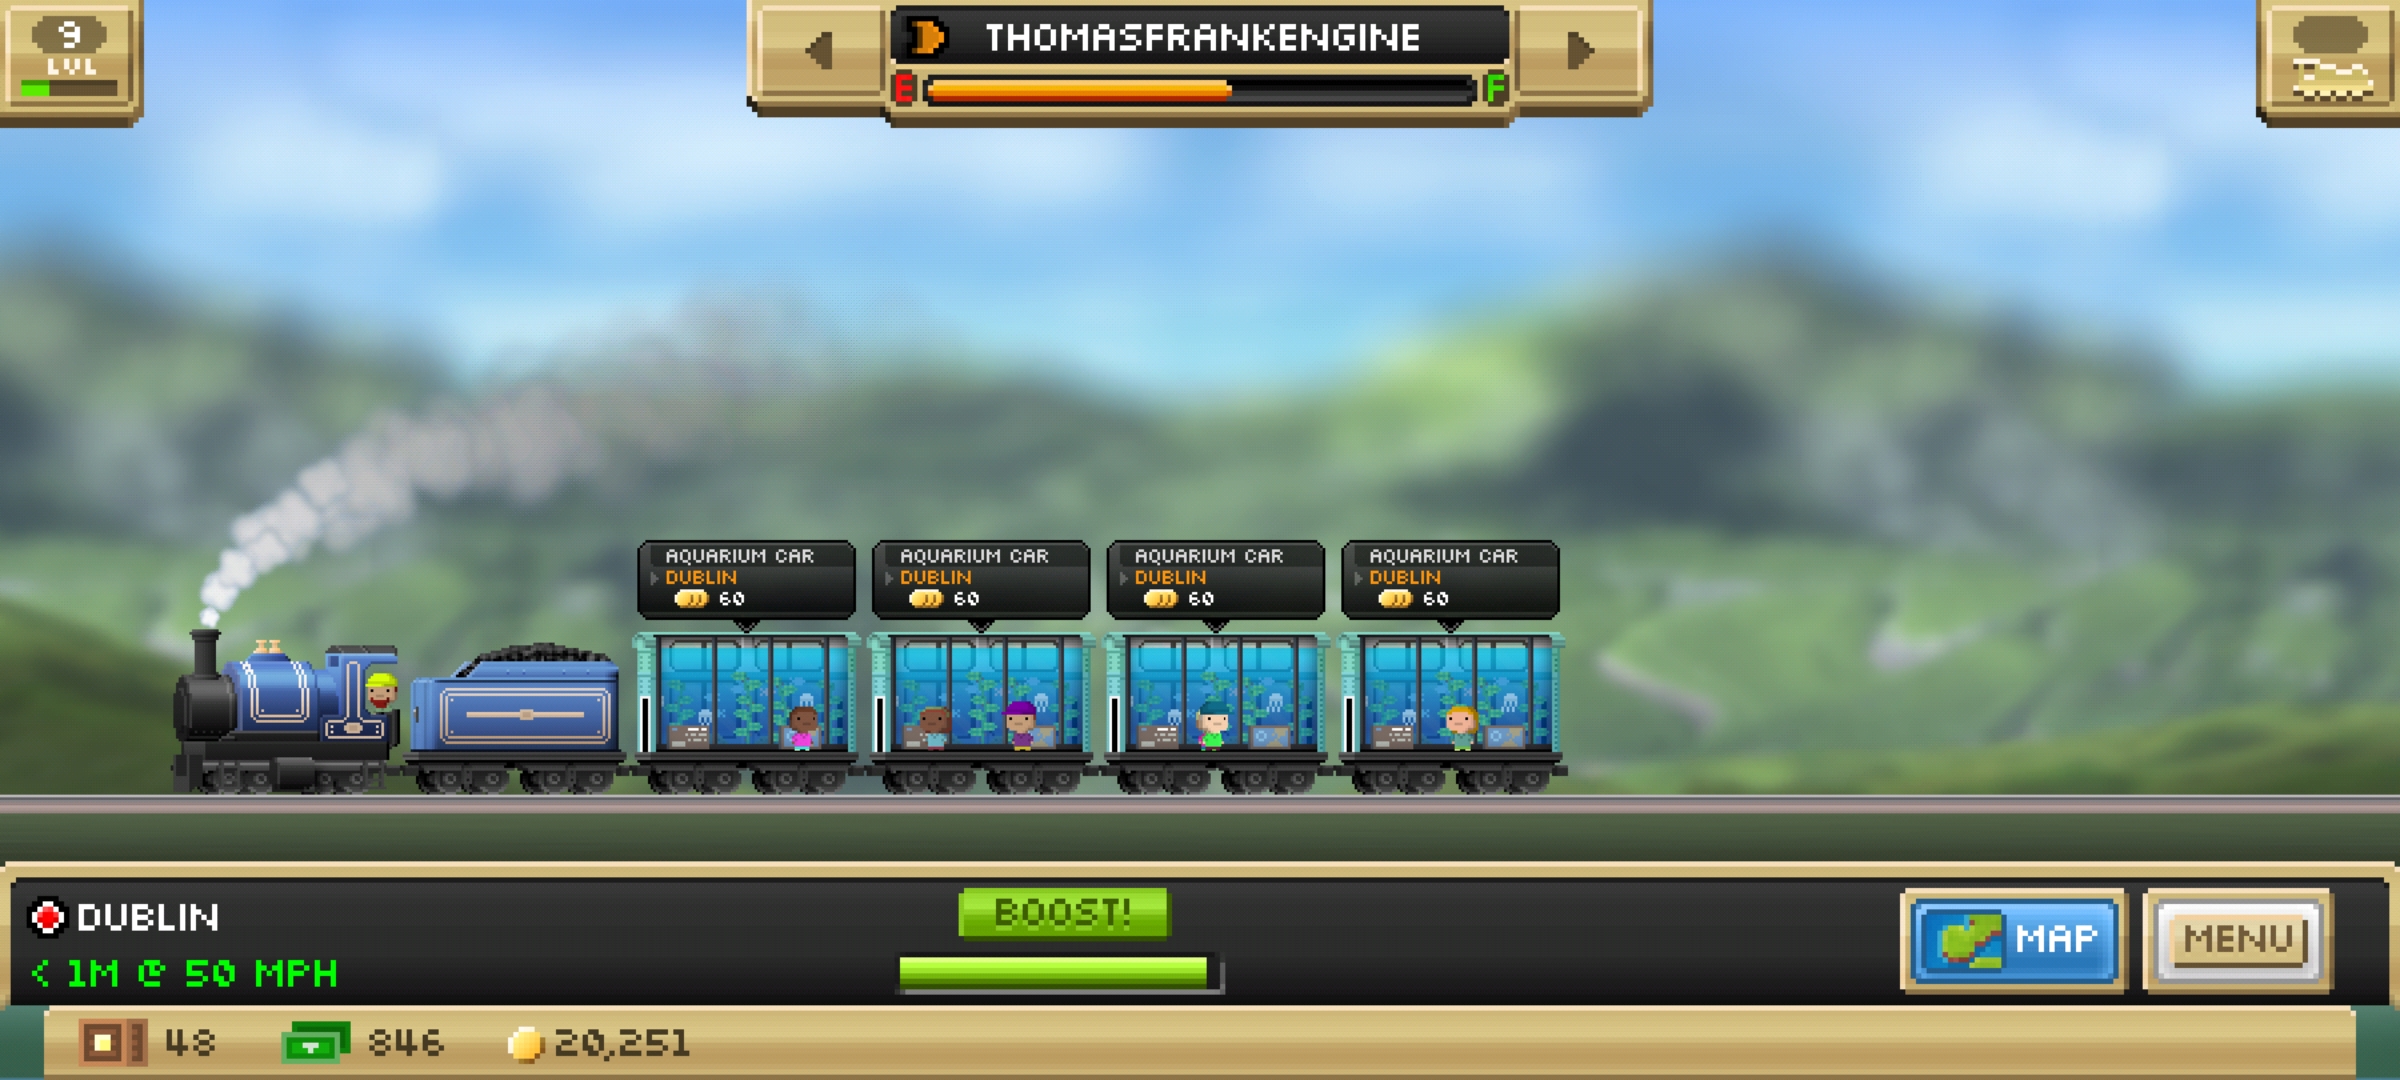 9
LVL
THOMASFRANKENGINE
E
F
AQUARIUM CAR
DUBLIN
60
AQUARIUM CAR
DUBLIN
60
AQUARIUM CAR
DUBLIN
60
AQUARIUM CAR
DUBLIN
60
DUBLIN
< 1M @ 50 MPH
BOOST!
MAP
MENU
48
846
20,251